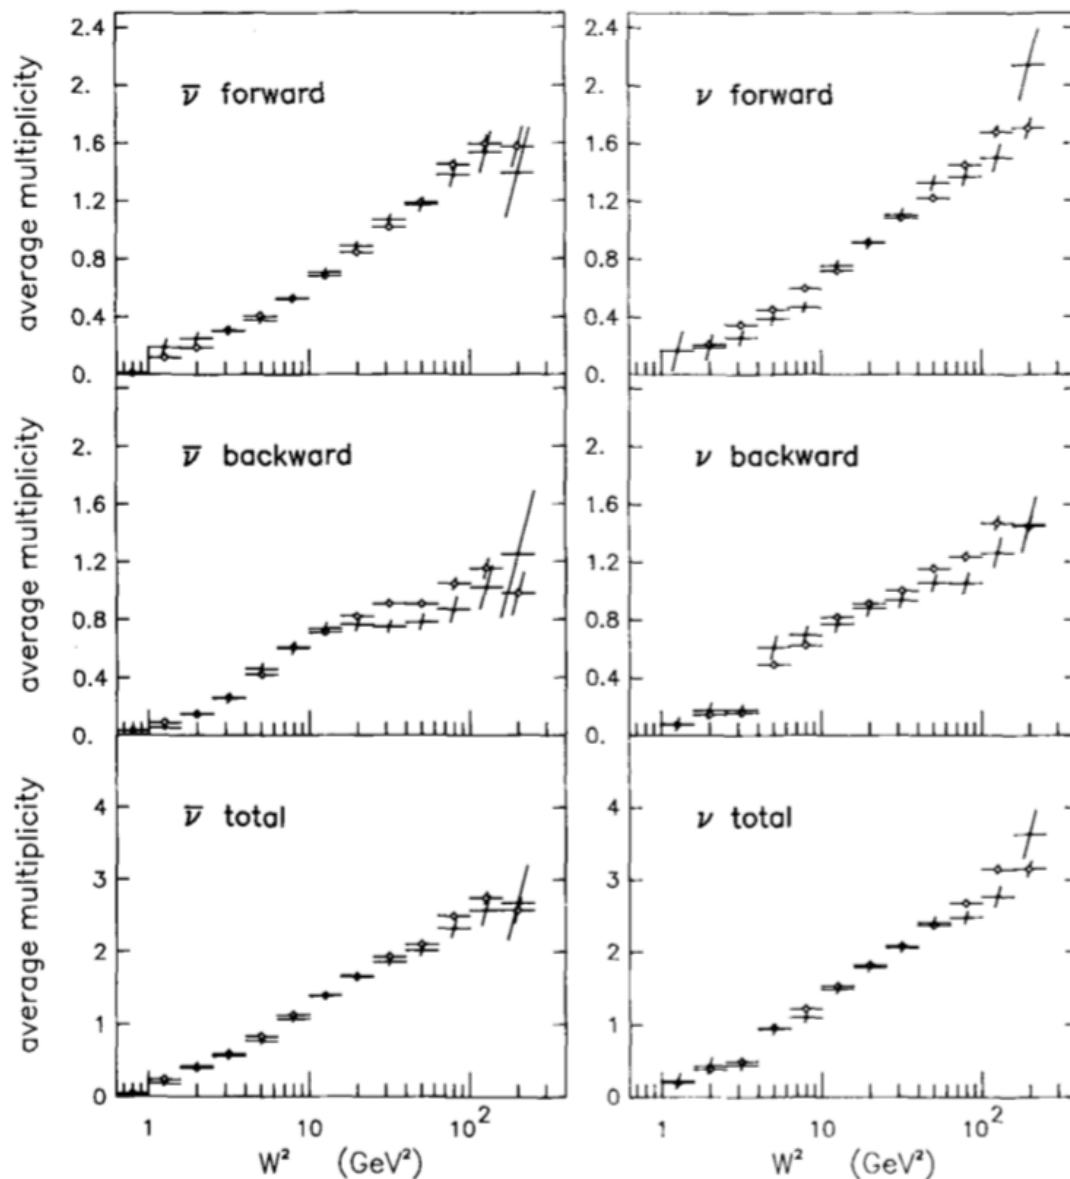 2.4
2.
1.6
1.2
0.8
0.4
0.
average multiplicity
ν̅ forward
2.4
2.
1.6
1.2
0.8
0.4
0.
ν forward
2.
1.6
1.2
0.8
0.4
0.
average multiplicity
ν̅ backward
2.
1.6
1.2
0.8
0.4
0.
ν backward
4
3
2
1
0
average multiplicity
ν̅ total
4
3
2
1
0
ν total
1 10 10²
W² (GeV²)
1 10 10²
W² (GeV²)